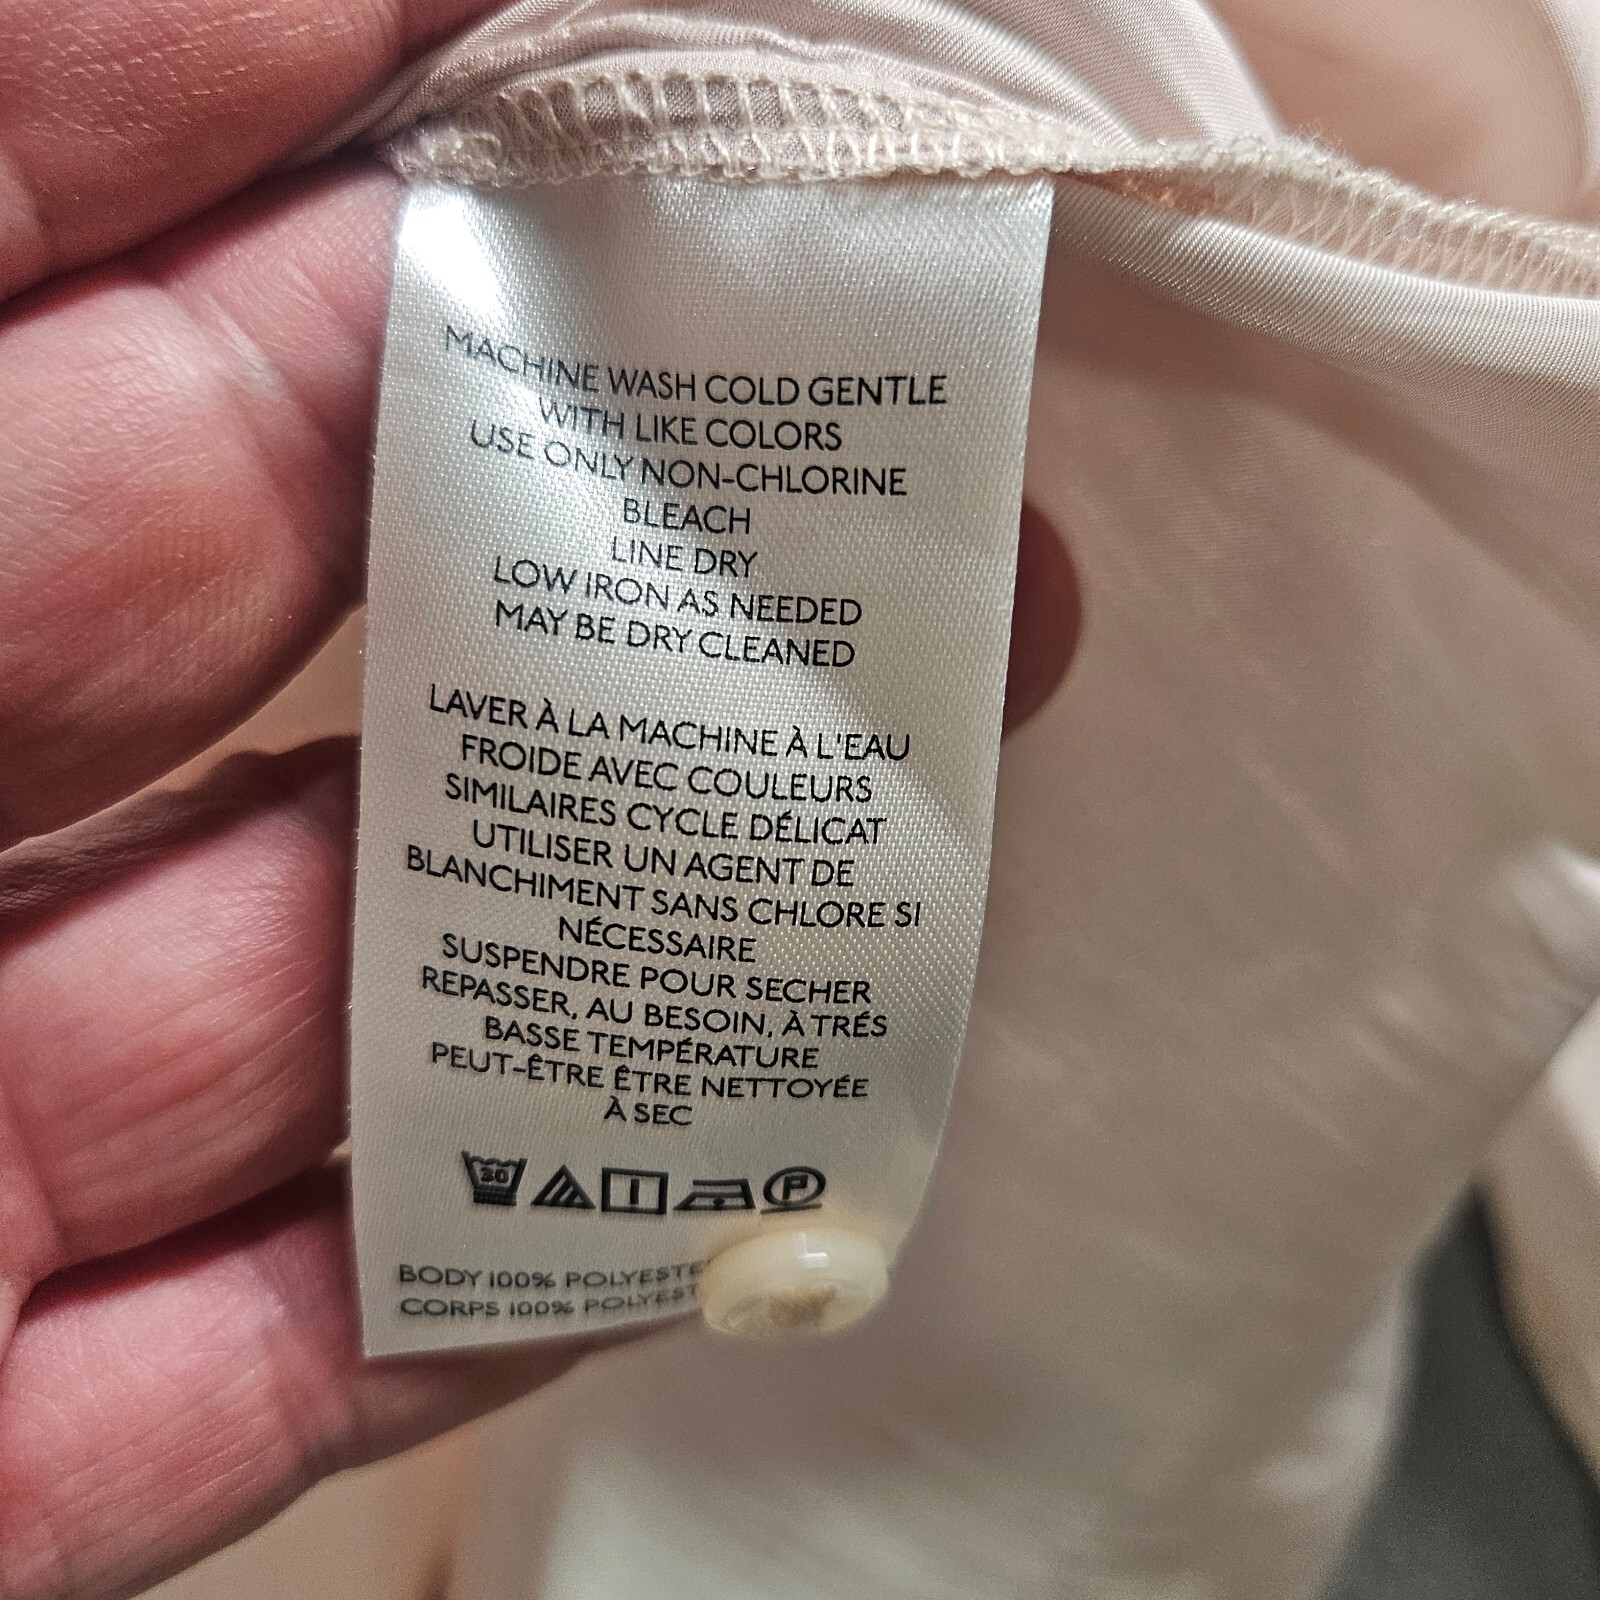 MACHINE WASH COLD GENTLE
WITH LIKE COLORS
USE ONLY NON-CHLORINE
BLEACH
LINE DRY
LOW IRON AS NEEDED
MAY BE DRY CLEANED
LAVER À LA MACHINE À L'EAU
FROIDE AVEC COULEURS
SIMILAIRES CYCLE DÉLICAT
UTILISER UN AGENT DE
BLANCHIMENT SANS CHLORE SI
NÉCESSAIRE
SUSPENDRE POUR SECHER
REPASSER, AU BESOIN, À TRÉS
BASSE TEMPÉRATURE
PEUT-ÊTRE ÊTRE NETTOYÉE
À SEC
30 P
BODY 100% POLYESTE
CORPS 100% POLYEST